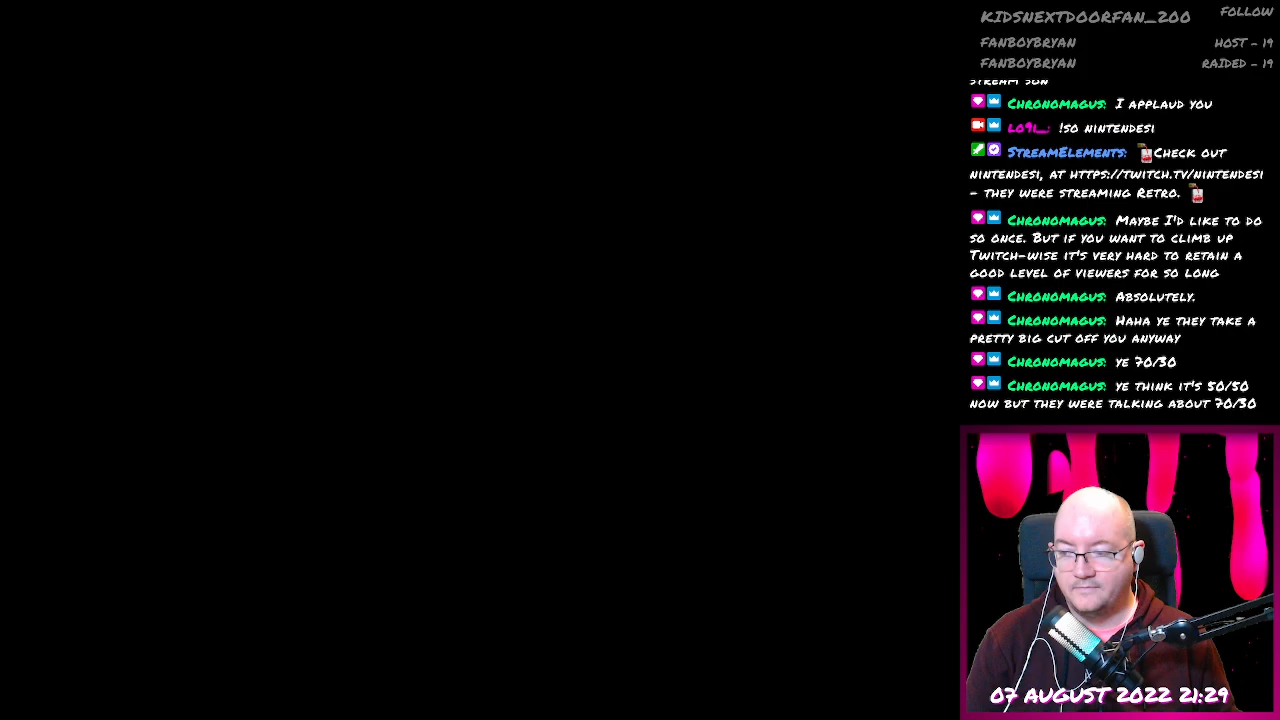 KIDSNEXTDOORFAN_200 FOLLOW
FANBOYBRYAN HOST - 19
FANBOYBRYAN RAIDED - 19
STREAM SON
CHRONOMAGUS: I APPLAUD YOU
LO9I_: !SO NINTENDESI
STREAMELEMENTS: CHECK OUT
NINTENDESI, AT HTTPS://TWITCH.TV/NINTENDESI
- THEY WERE STREAMING RETRO.
CHRONOMAGUS: MAYBE I'D LIKE TO DO
SO ONCE. BUT IF YOU WANT TO CLIMB UP
TWITCH-WISE IT'S VERY HARD TO RETAIN A
GOOD LEVEL OF VIEWERS FOR SO LONG
CHRONOMAGUS: ABSOLUTELY.
CHRONOMAGUS: HAHA YE THEY TAKE A
PRETTY BIG CUT OFF YOU ANYWAY
CHRONOMAGUS: YE 70/30
CHRONOMAGUS: YE THINK IT'S 50/50
NOW BUT THEY WERE TALKING ABOUT 70/30
07 AUGUST 2022 21:29